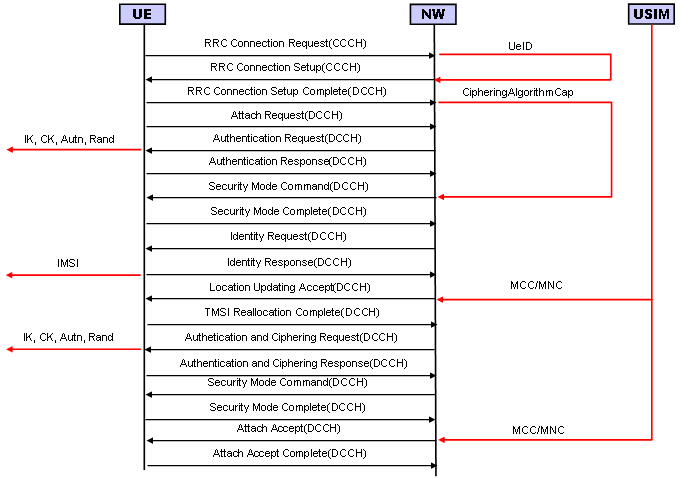 UE NW USIM
RRC Connection Request(CCCH)
UeID
RRC Connection Setup(CCCH)
RRC Connection Setup Complete(DCCH)
CipheringAlgorithmCap
Attach Request(DCCH)
IK, CK, Autn, Rand
Authentication Request(DCCH)
Authentication Response(DCCH)
Security Mode Command(DCCH)
Security Mode Complete(DCCH)
Identity Request(DCCH)
IMSI
Identity Response(DCCH)
Location Updating Accept(DCCH)
MCC/MNC
TMSI Reallocation Complete(DCCH)
IK, CK, Autn, Rand
Authetication and Ciphering Request(DCCH)
Authentication and Ciphering Response(DCCH)
Security Mode Command(DCCH)
Security Mode Complete(DCCH)
Attach Accept(DCCH)
MCC/MNC
Attach Accept Complete(DCCH)